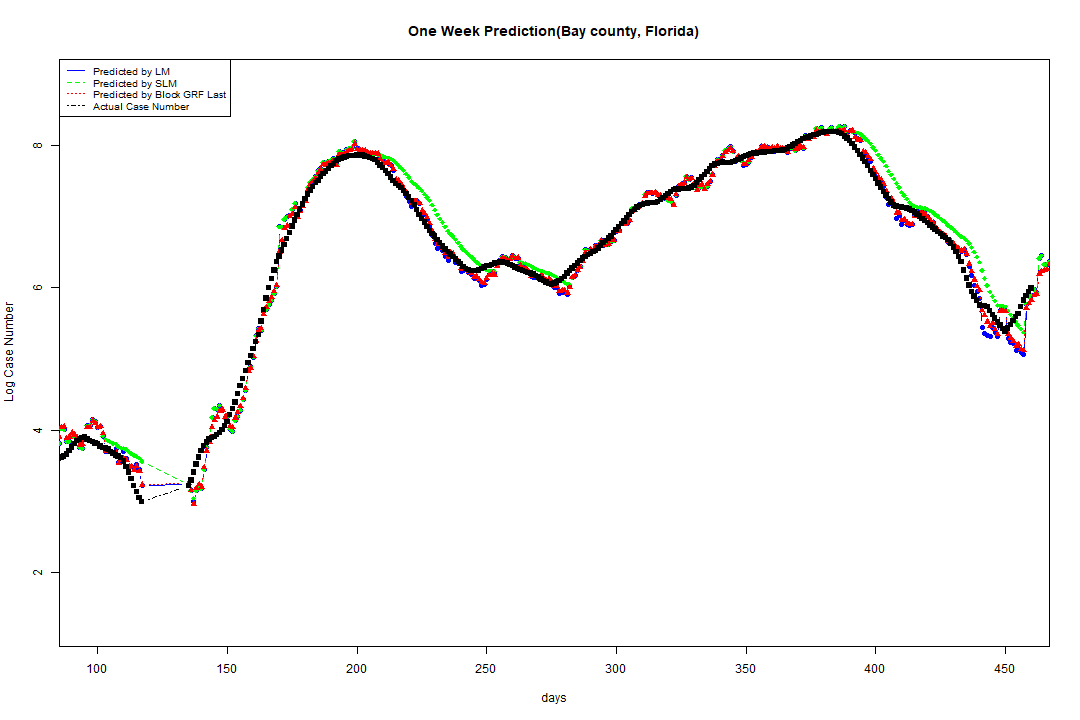 One Week Prediction(Bay county, Florida)
Predicted by LM
Predicted by SLM
Predicted by Block GRF Last
Actual Case Number
8
6
4
2
Log Case Number
100 150 200 250 300 350 400 450
days